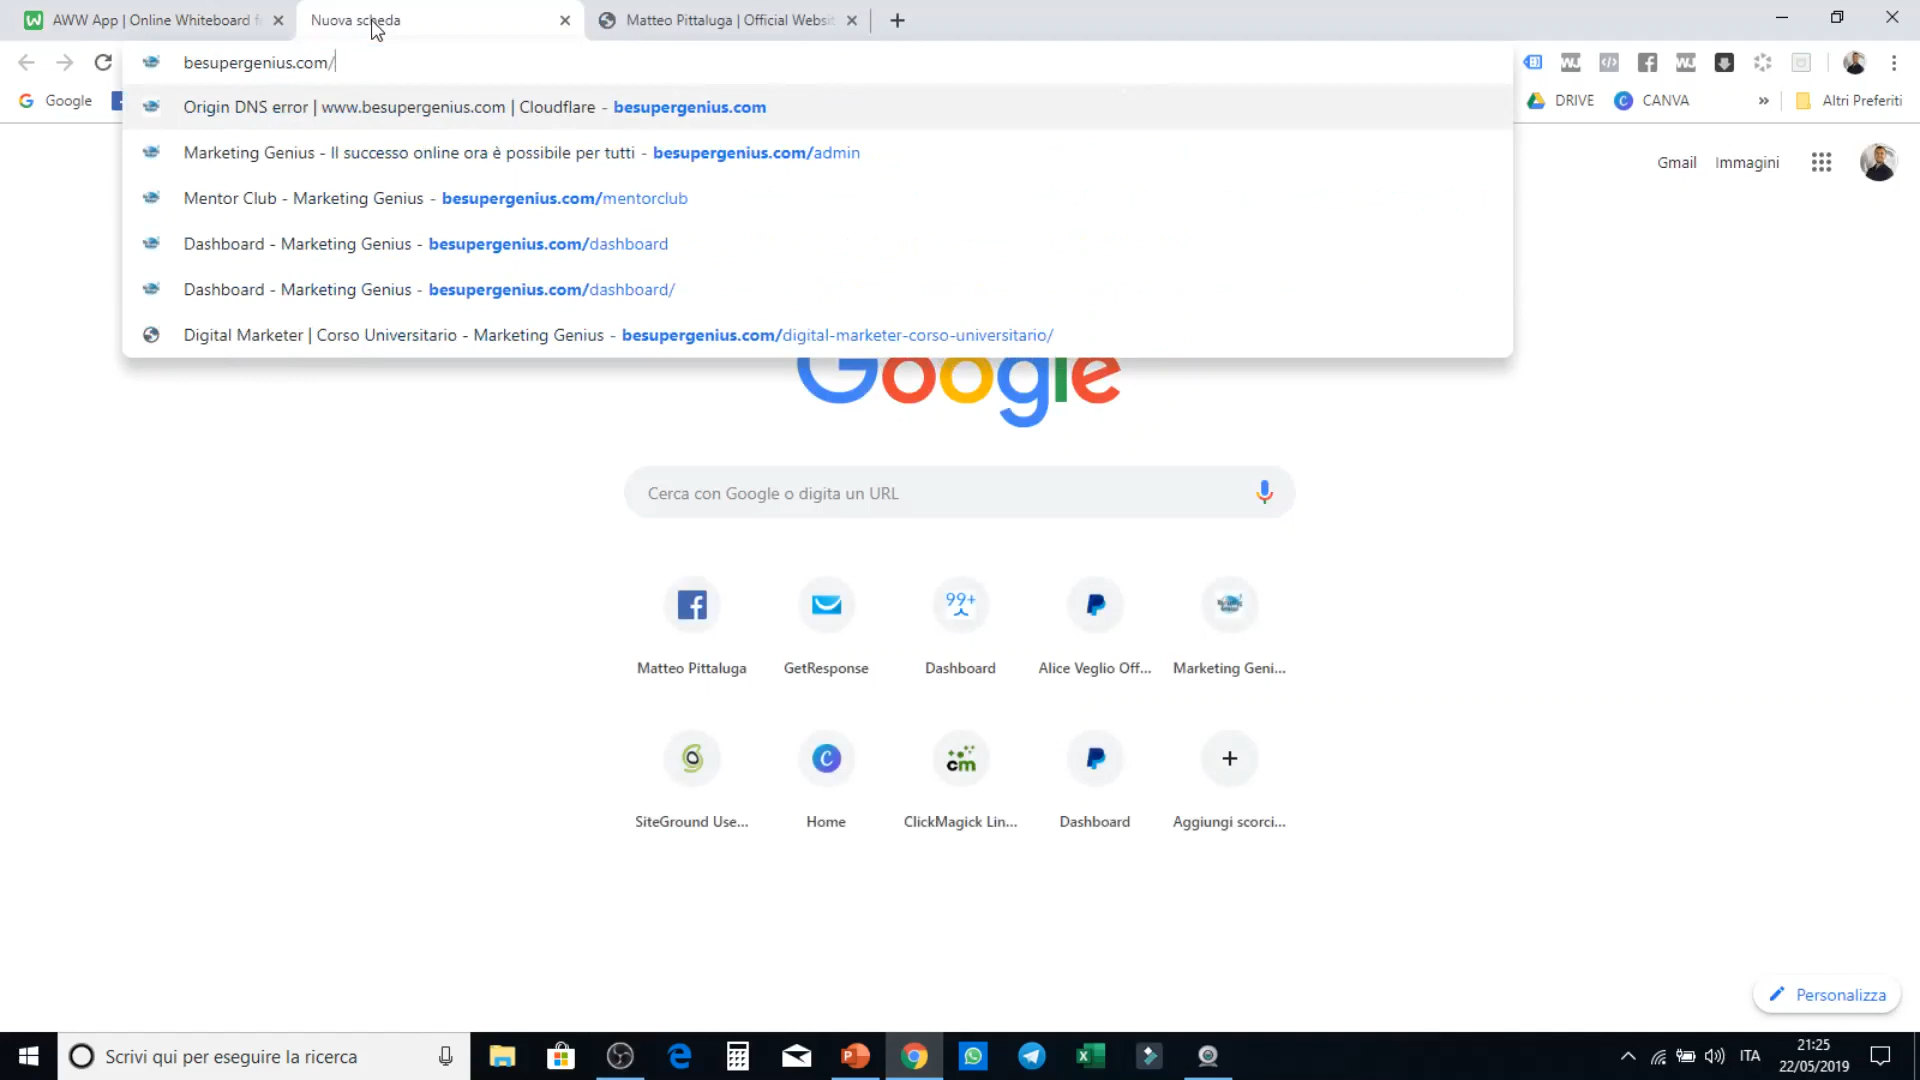 AWW App | Online Whiteboard f
Nuova scheda
Matteo Pittaluga | Official Websi
besupergenius.com/
Google
DRIVE
CANVA
Altri Preferiti
Origin DNS error | www.besupergenius.com | Cloudflare - besupergenius.com
Marketing Genius - Il successo online ora è possibile per tutti - besupergenius.com/admin
Mentor Club - Marketing Genius - besupergenius.com/mentorclub
Dashboard - Marketing Genius - besupergenius.com/dashboard
Dashboard - Marketing Genius - besupergenius.com/dashboard/
Digital Marketer | Corso Universitario - Marketing Genius - besupergenius.com/digital-marketer-corso-universitario/
Gmail
Immagini
Google
Cerca con Google o digita un URL
99+
Matteo Pittaluga
GetResponse
Dashboard
Alice Veglio Off...
Marketing Geni...
cm
SiteGround Use...
Home
ClickMagick Lin...
Dashboard
Aggiungi scorci...
Personalizza
Scrivi qui per eseguire la ricerca
ITA
21:25
22/05/2019